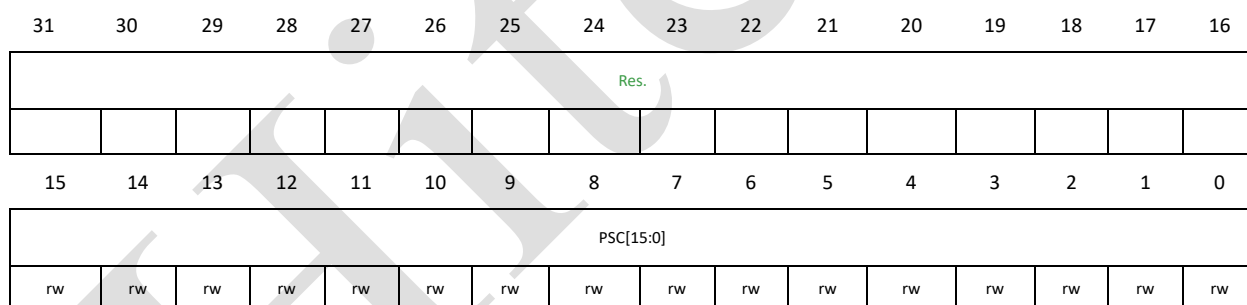 31 30 29 28 27 26 25 24 23 22 21 20 19 18 17 16
Res.
15 14 13 12 11 10 9 8 7 6 5 4 3 2 1 0
PSC[15:0]
rw rw rw rw rw rw rw rw rw rw rw rw rw rw rw rw